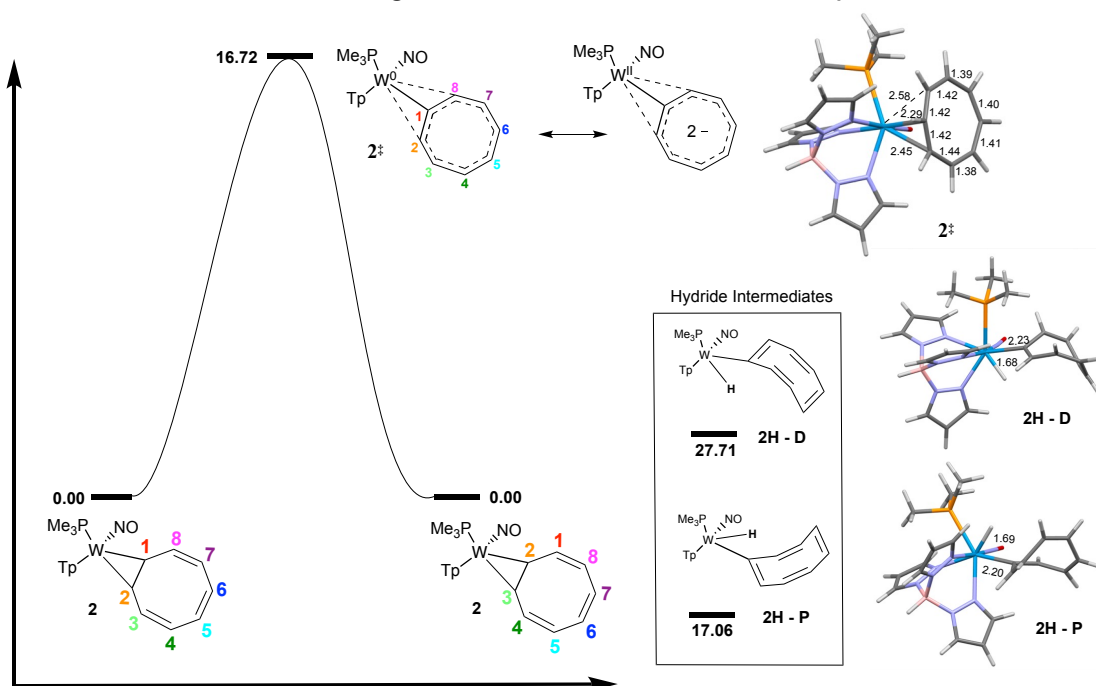 16.72
Me3P
NO
W0
Tp
8
7
1
6
2
5
3
4
2‡
Me3P
NO
WII
Tp
2 –
1.39
2.58
1.42
1.40
2.29
1.42
1.42
1.41
2.45
1.44
1.38
2‡
Hydride Intermediates
Me3P
NO
W
Tp
H
2H - D
27.71
Me3P
NO
H
W
Tp
2H - P
17.06
2.23
1.68
2H - D
1.69
2.20
2H - P
0.00
Me3P
NO
W
Tp
1
8
7
2
6
3
5
4
2
0.00
Me3P
NO
W
Tp
2
1
8
3
7
4
6
5
2